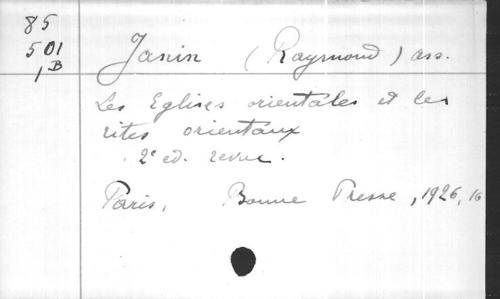 85
501
1B
Janin (Raymond) ass.
Les Eglises orientales et les
rites orientaux
2e ed. revue.
Paris, Bonne Presse, 1926, 16